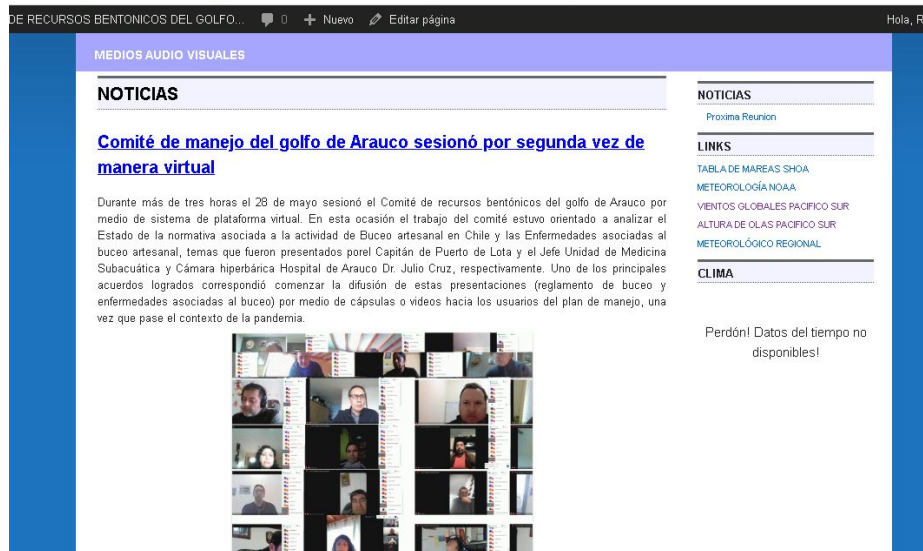 DE RECURSOS BENTONICOS DEL GOLFO... 0 + Nuevo Editar página Hola, R
MEDIOS AUDIO VISUALES
NOTICIAS
Comité de manejo del golfo de Arauco sesionó por segunda vez de
manera virtual
Durante más de tres horas el 28 de mayo sesionó el Comité de recursos bentónicos del golfo de Arauco por
medio de sistema de plataforma virtual. En esta ocasión el trabajo del comité estuvo orientado a analizar el
Estado de la normativa asociada a la actividad de Buceo artesanal en Chile y las Enfermedades asociadas al
buceo artesanal, temas que fueron presentados porel Capitán de Puerto de Lota y el Jefe Unidad de Medicina
Subacuática y Cámara hiperbárica Hospital de Arauco Dr. Julio Cruz, respectivamente. Uno de los principales
acuerdos logrados correspondió comenzar la difusión de estas presentaciones (reglamento de buceo y
enfermedades asociadas al buceo) por medio de cápsulas o videos hacia los usuarios del plan de manejo, una
vez que pase el contexto de la pandemia.
NOTICIAS
Proxima Reunion
LINKS
TABLA DE MAREAS SHOA
METEOROLOGÍA NOAA
VIENTOS GLOBALES PACIFICO SUR
ALTURA DE OLAS PACIFICO SUR
METEOROLÓGICO REGIONAL
CLIMA
Perdón! Datos del tiempo no
disponibles!